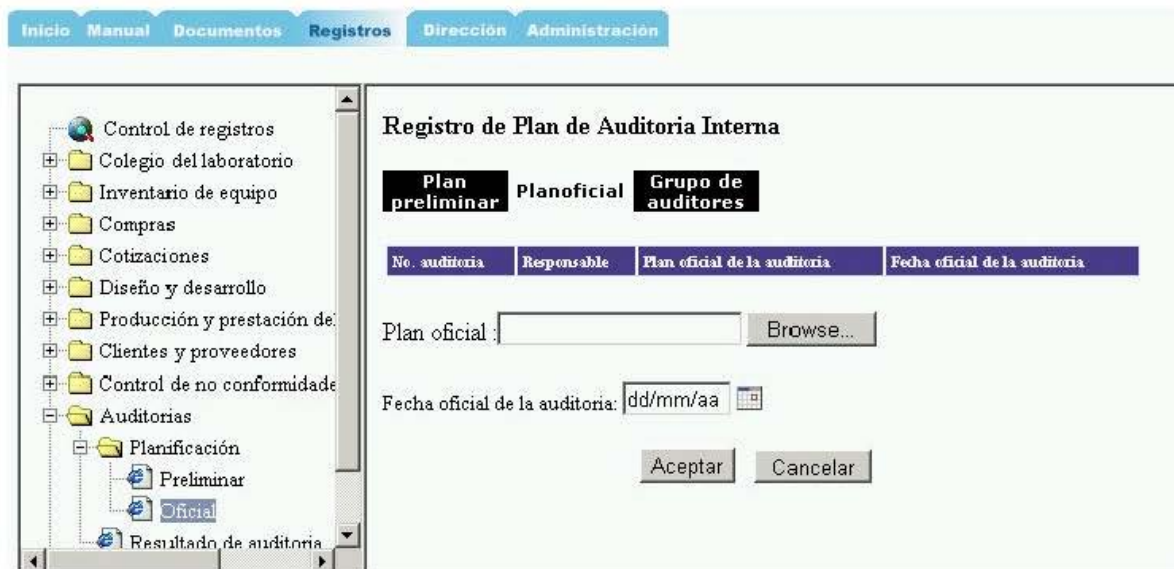 Inicio Manual Documentos Registros Dirección Administración
Control de registros
Colegio del laboratorio
Inventario de equipo
Compras
Cotizaciones
Diseño y desarrollo
Producción y prestación de
Clientes y proveedores
Control de no conformidade
Auditorias
Planificación
Preliminar
Oficial
Resultado de auditoria
Registro de Plan de Auditoria Interna
Plan preliminar
Planoficial
Grupo de auditores
No. auditoria Responsable Plan oficial de la auditoria Fecha oficial de la auditoria
Plan oficial : Browse...
Fecha oficial de la auditoria: dd/mm/aa
Aceptar Cancelar